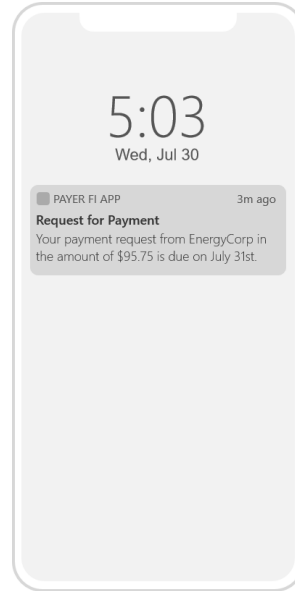 5:03
Wed, Jul 30
PAYER FI APP 3m ago
Request for Payment
Your payment request from EnergyCorp in
the amount of $95.75 is due on July 31st.